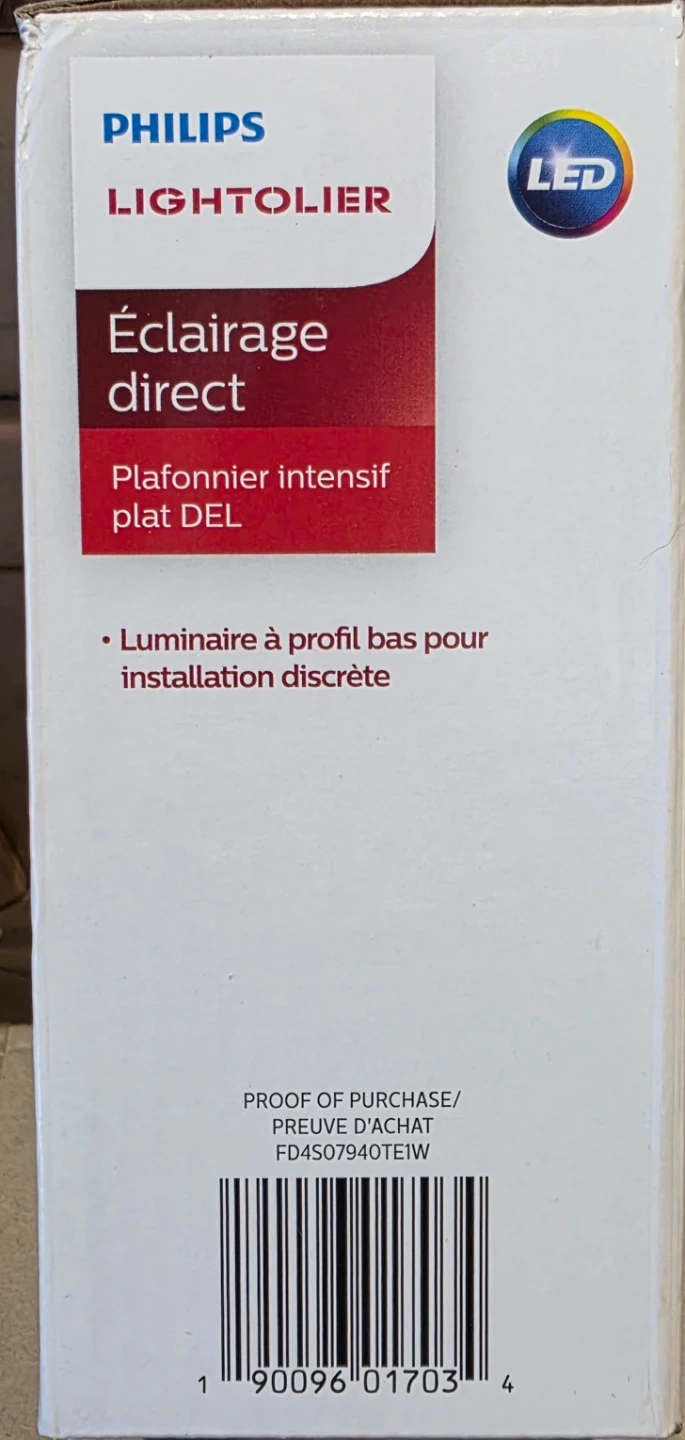 PHILIPS
LED
LIGHTOLIER
Éclairage
direct
Plafonnier intensif
plat DEL
• Luminaire à profil bas pour
installation discrète
PROOF OF PURCHASE/
PREUVE D'ACHAT
FD4S07940TE1W
1 90096 01703 4